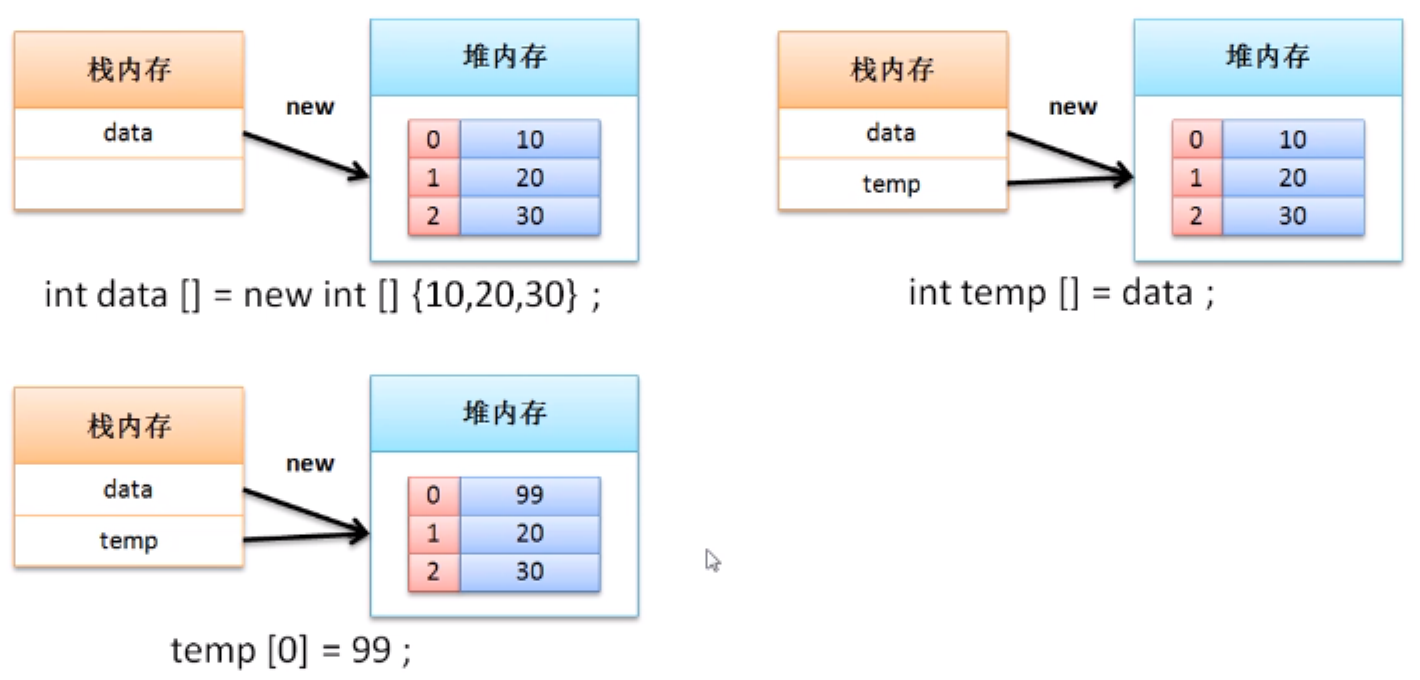 栈内存
data
new
堆内存
0 10
1 20
2 30
int data [] = new int [] {10,20,30} ;
栈内存
data
temp
new
堆内存
0 10
1 20
2 30
int temp [] = data ;
栈内存
data
temp
new
堆内存
0 99
1 20
2 30
temp [0] = 99 ;